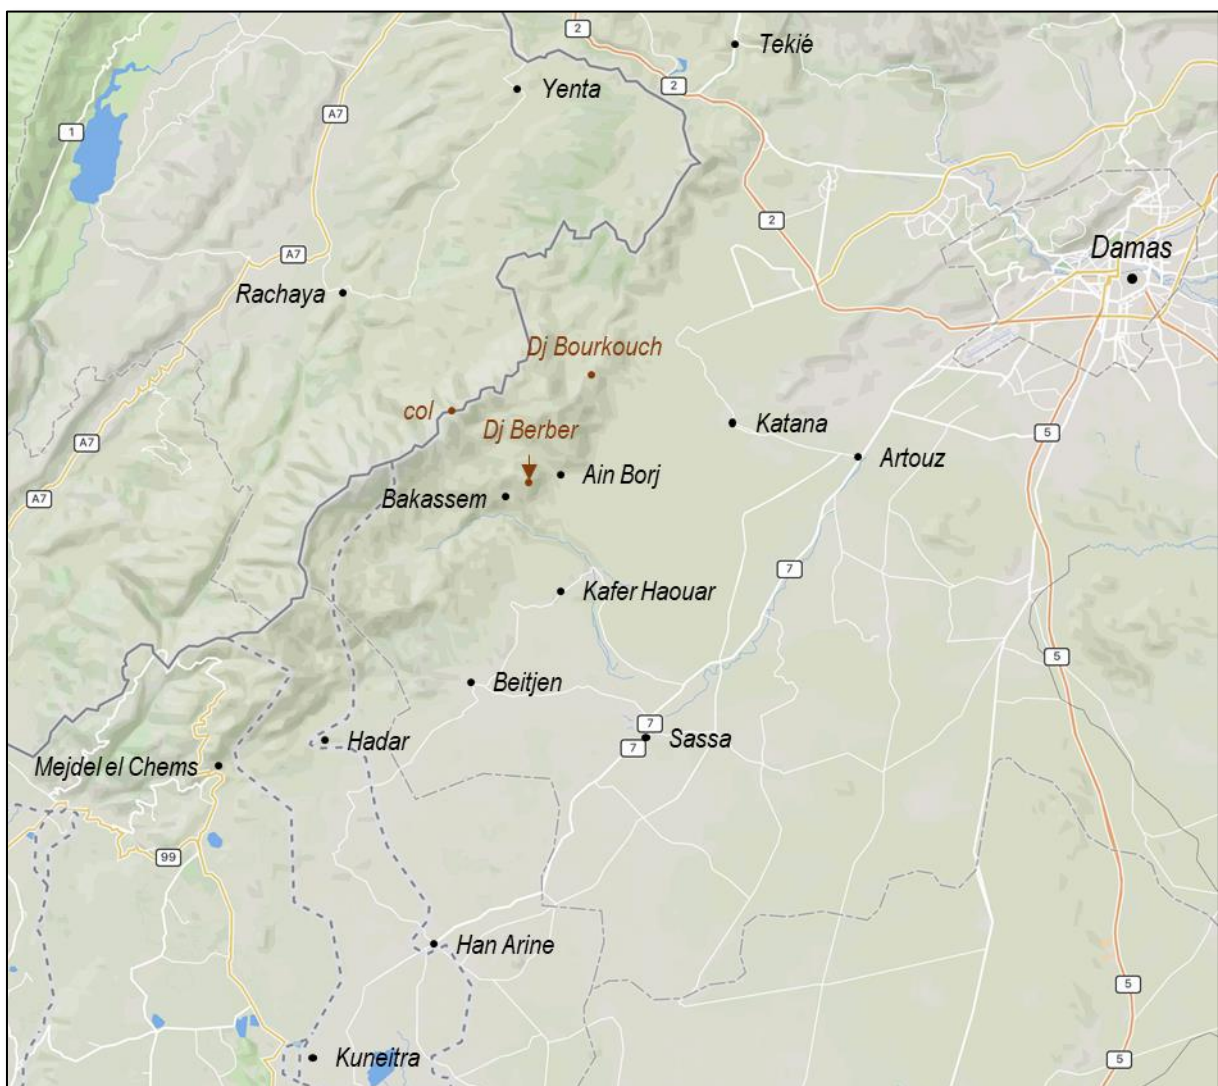 2
Tekié
2
Yenta
A7
1
2
Damas
A7
Rachaya
Dj Bourkouch
col
Dj Berber
Katana
5
A7
Artouz
Ain Borj
A7
Bakassem
7
Kafer Haouar
5
Beitjen
7
7
Sassa
Hadar
Mejdel el Chems
99
Han Arine
5
Kuneitra
5